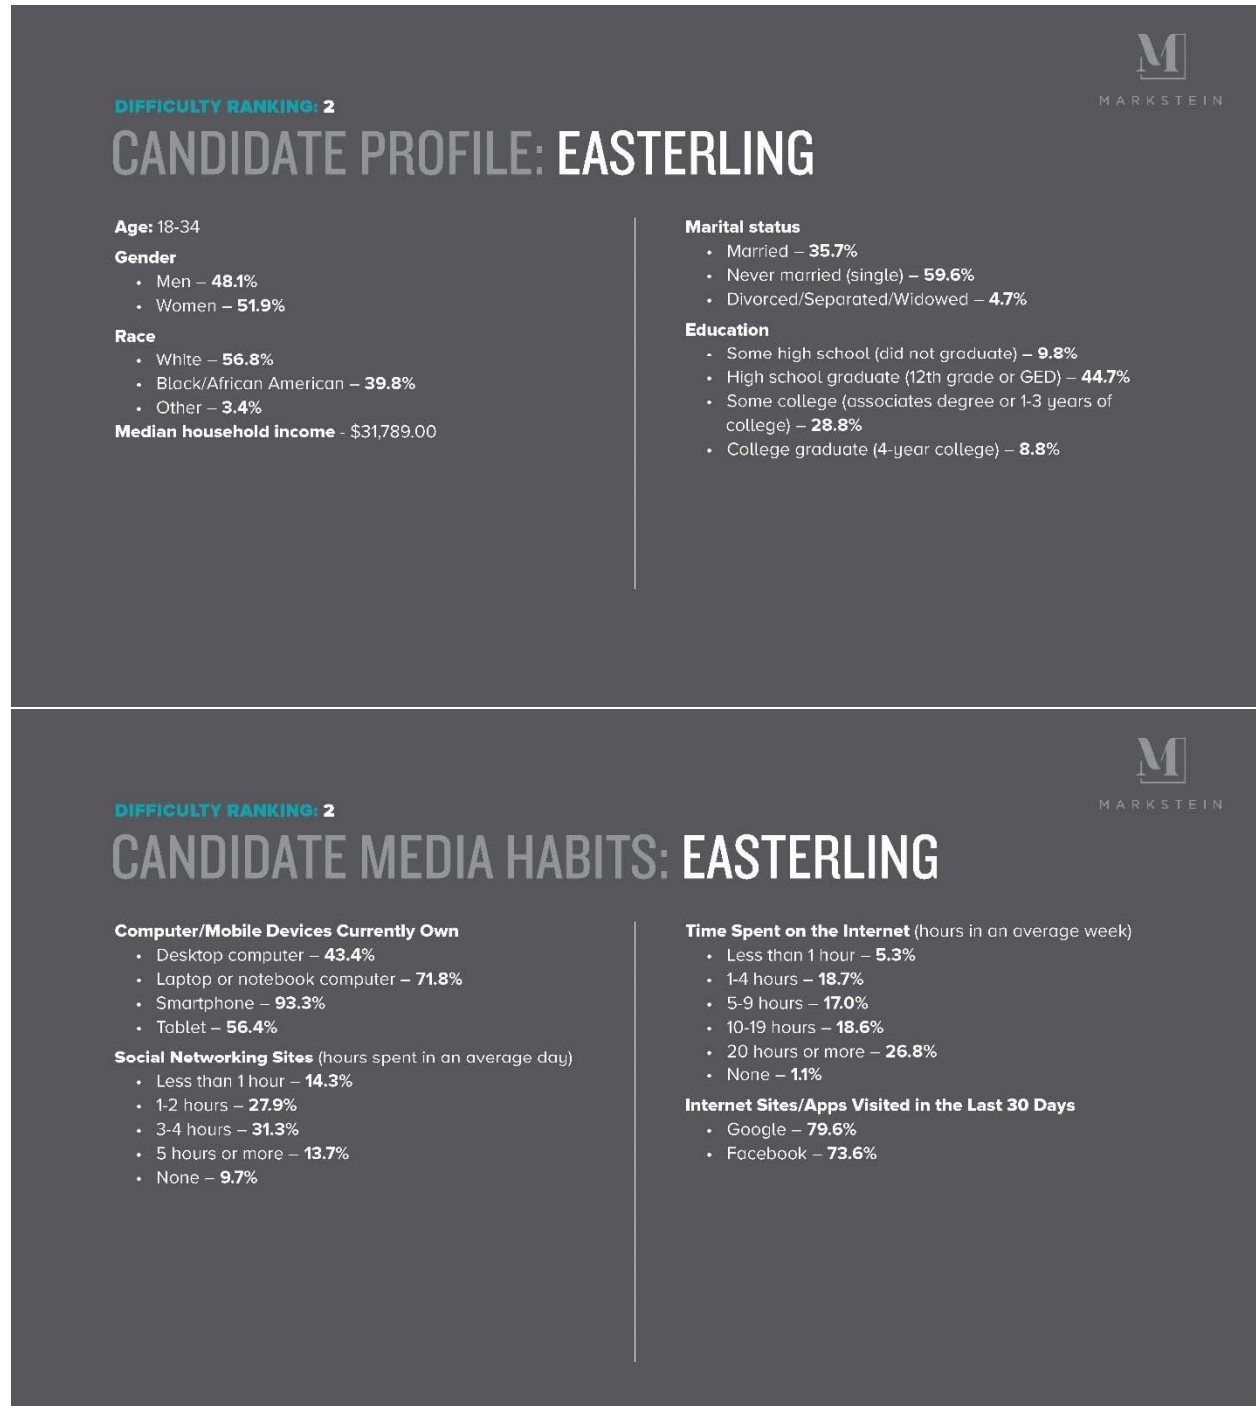 M
MARKSTEIN
DIFFICULTY RANKING: 2
CANDIDATE PROFILE: EASTERLING
Age: 18-34
Gender
• Men – 48.1%
• Women – 51.9%
Race
• White – 56.8%
• Black/African American – 39.8%
• Other – 3.4%
Median household income - $31,789.00
Marital status
• Married – 35.7%
• Never married (single) – 59.6%
• Divorced/Separated/Widowed – 4.7%
Education
• Some high school (did not graduate) – 9.8%
• High school graduate (12th grade or GED) – 44.7%
• Some college (associates degree or 1-3 years of
college) – 28.8%
• College graduate (4-year college) – 8.8%
M
MARKSTEIN
DIFFICULTY RANKING: 2
CANDIDATE MEDIA HABITS: EASTERLING
Computer/Mobile Devices Currently Own
• Desktop computer – 43.4%
• Laptop or notebook computer – 71.8%
• Smartphone – 93.3%
• Tablet – 56.4%
Social Networking Sites (hours spent in an average day)
• Less than 1 hour – 14.3%
• 1-2 hours – 27.9%
• 3-4 hours – 31.3%
• 5 hours or more – 13.7%
• None – 9.7%
Time Spent on the Internet (hours in an average week)
• Less than 1 hour – 5.3%
• 1-4 hours – 18.7%
• 5-9 hours – 17.0%
• 10-19 hours – 18.6%
• 20 hours or more – 26.8%
• None – 1.1%
Internet Sites/Apps Visited in the Last 30 Days
• Google – 79.6%
• Facebook – 73.6%